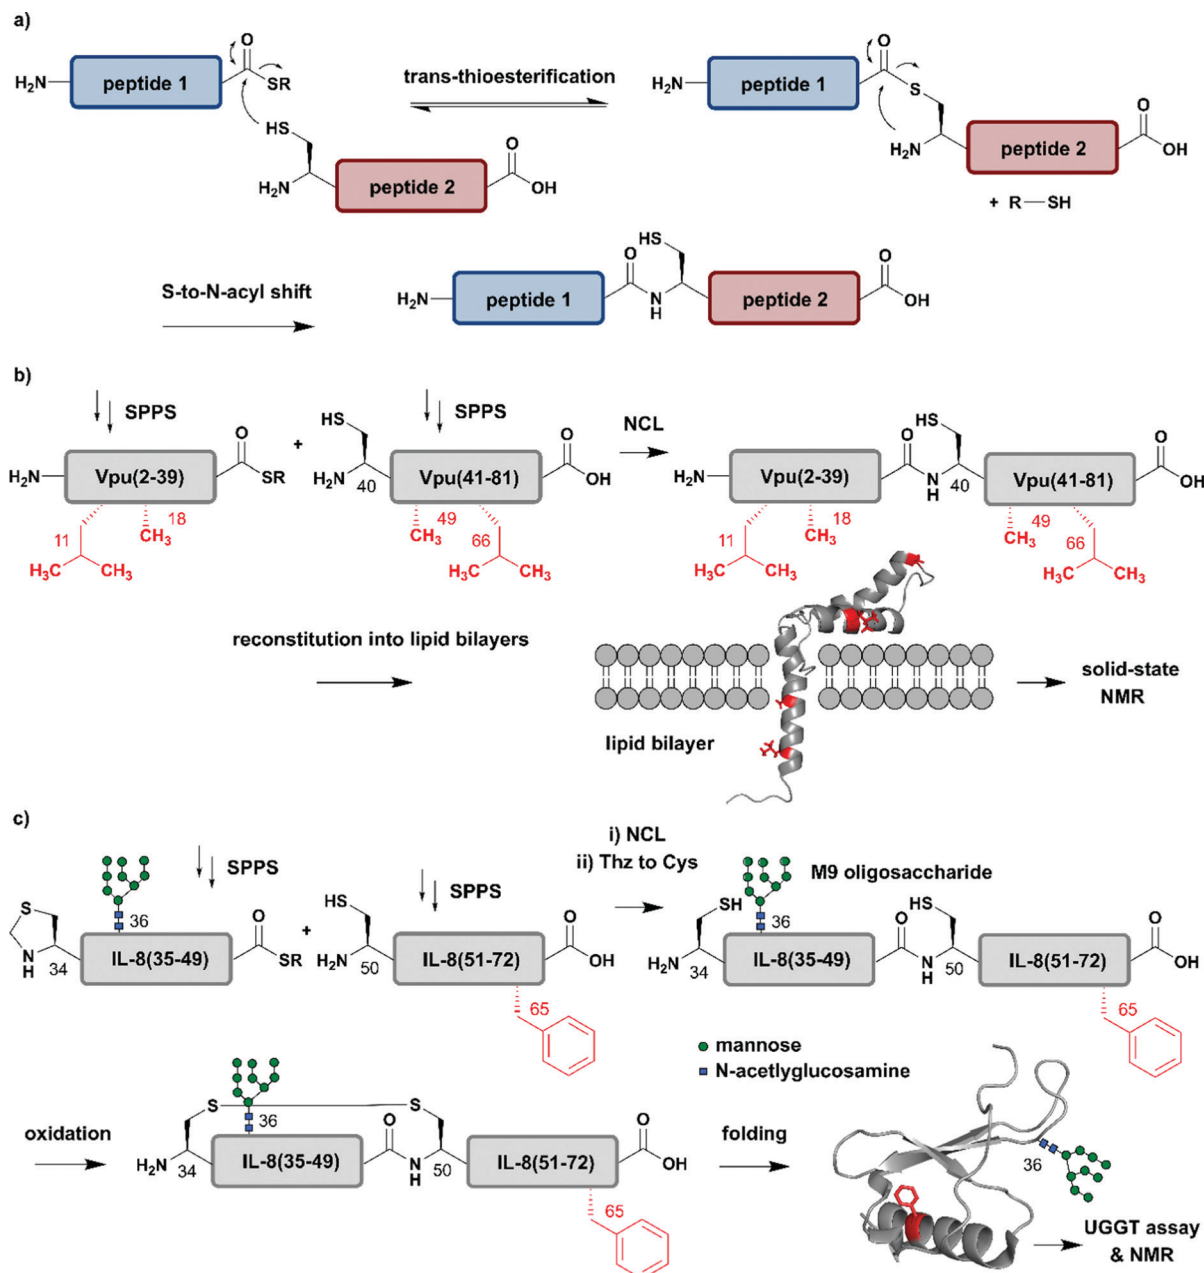 a)
H₂N
peptide 1
O
SR
HS
H₂N
peptide 2
O
OH
trans-thioesterification
H₂N
peptide 1
O
S
H₂N
peptide 2
O
OH
+ R—SH
S-to-N-acyl shift
H₂N
peptide 1
O
N
H
HS
peptide 2
O
OH
b)
SPPS
H₂N
Vpu(2-39)
O
SR
11
18
CH₃
H₃C
CH₃
+
SPPS
HS
H₂N
40
Vpu(41-81)
O
OH
49
CH₃
66
H₃C
CH₃
NCL
H₂N
Vpu(2-39)
O
N
H
HS
40
Vpu(41-81)
O
OH
11
18
CH₃
H₃C
CH₃
49
CH₃
66
H₃C
CH₃
reconstitution into lipid bilayers
lipid bilayer
solid-state
NMR
c)
SPPS
S
N
H
34
36
IL-8(35-49)
O
SR
+
SPPS
HS
H₂N
50
IL-8(51-72)
O
OH
65
i) NCL
ii) Thz to Cys
M9 oligosaccharide
SH
H₂N
34
36
IL-8(35-49)
O
N
H
HS
50
IL-8(51-72)
O
OH
65
mannose
N-acetlyglucosamine
oxidation
S
S
H₂N
34
36
IL-8(35-49)
O
N
H
50
IL-8(51-72)
O
OH
65
folding
36
UGGT assay
& NMR